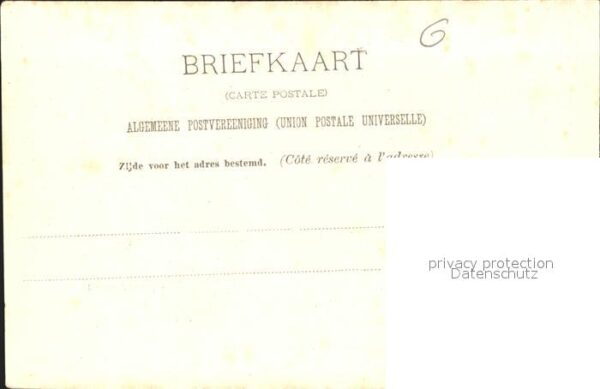 6
BRIEFKAART
(CARTE POSTALE)
ALGEMEENE POSTVEREENIGING (UNION POSTALE UNIVERSELLE)
Zijde voor het adres bestemd. (Côté réservé à l'adresse)
privacy protection
Datenschutz